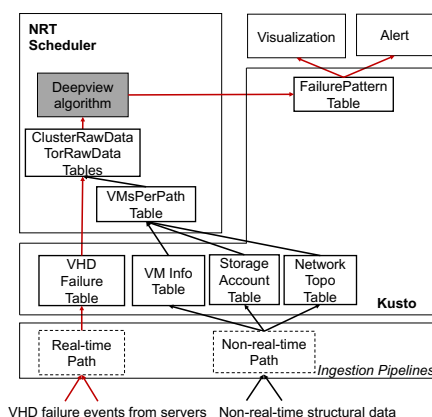 NRT
Scheduler
Visualization
Alert
Deepview
algorithm
FailurePattern
Table
ClusterRawData
TorRawData
Tables
VMsPerPath
Table
VHD
Failure
Table
VM Info
Table
Storage
Account
Table
Network
Topo
Table
Kusto
Real-time
Path
Non-real-time
Path
Ingestion Pipelines
VHD failure events from servers
Non-real-time structural data